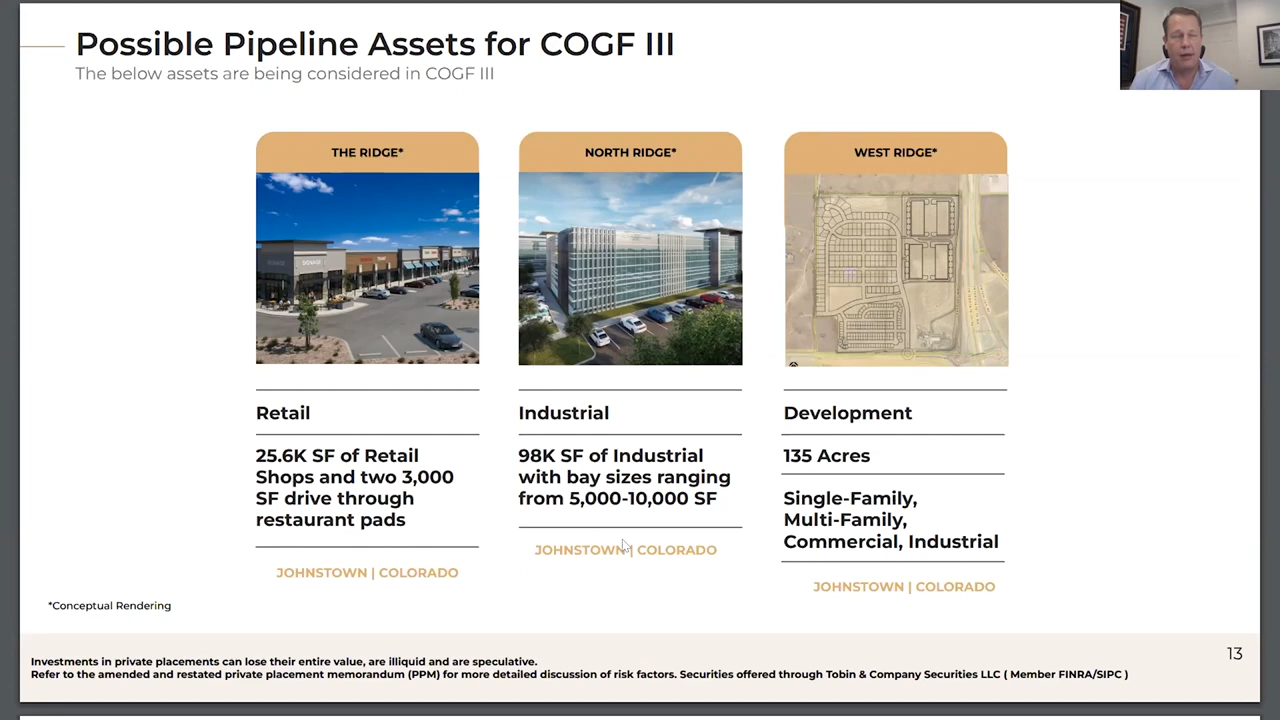 Possible Pipeline Assets for COGF III
The below assets are being considered in COGF III
THE RIDGE*
Retail
25.6K SF of Retail
Shops and two 3,000
SF drive through
restaurant pads
JOHNSTOWN | COLORADO
NORTH RIDGE*
Industrial
98K SF of Industrial
with bay sizes ranging
from 5,000-10,000 SF
JOHNSTOWN | COLORADO
WEST RIDGE*
Development
135 Acres
Single-Family,
Multi-Family,
Commercial, Industrial
JOHNSTOWN | COLORADO
*Conceptual Rendering
Investments in private placements can lose their entire value, are illiquid and are speculative.
Refer to the amended and restated private placement memorandum (PPM) for more detailed discussion of risk factors. Securities offered through Tobin & Company Securities LLC ( Member FINRA/SIPC )
13